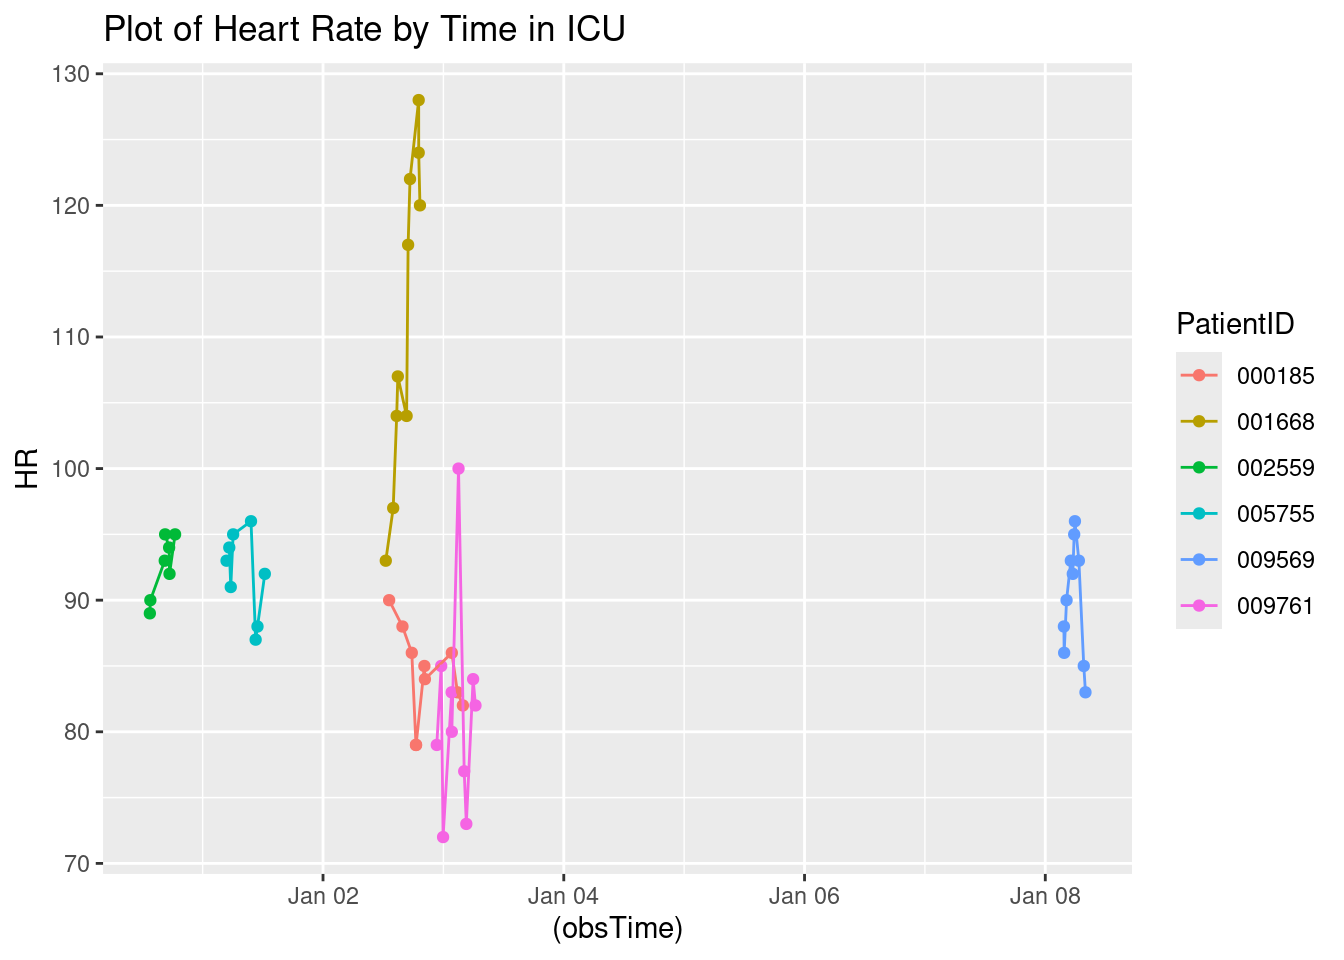 Plot of Heart Rate by Time in ICU
130
120
110
100
90
80
70
HR
Jan 02
Jan 04
Jan 06
Jan 08
(obsTime)
PatientID
000185
001668
002559
005755
009569
009761